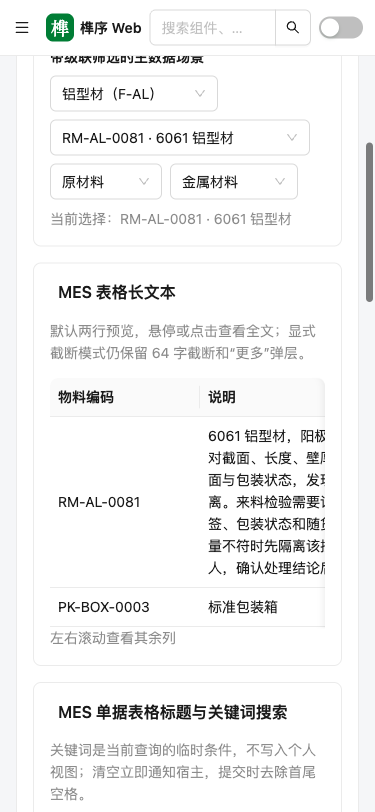 榫 榫序 Web 搜索组件、...
带级联筛选的主数据场景
铝型材（F-AL）
RM-AL-0081 · 6061 铝型材
原材料 金属材料
当前选择：RM-AL-0081 · 6061 铝型材
MES 表格长文本
默认两行预览，悬停或点击查看全文；显式
截断模式仍保留 64 字截断和“更多”弹层。
物料编码 说明
6061 铝型材，阳极
对截面、长度、壁厚
面与包装状态，发现
RM-AL-0081
离。来料检验需要
签、包装状态和随货
量不符时先隔离该批
人，确认处理结论后
PK-BOX-0003 标准包装箱
左右滚动查看其余列
MES 单据表格标题与关键词搜索
关键词是当前查询的临时条件，不写入个人
视图；清空立即通知宿主，提交时去除首尾
空格。